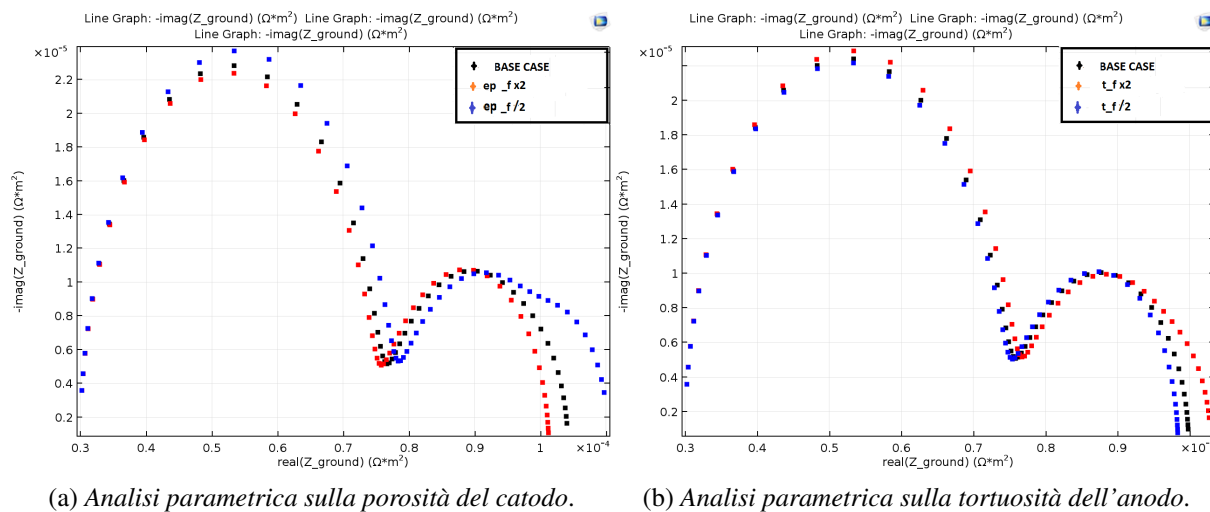 Line Graph: -imag(Z_ground) (Ω*m²) Line Graph: -imag(Z_ground) (Ω*m²)
Line Graph: -imag(Z_ground) (Ω*m²)
×10⁻⁵
2.2
2
1.8
1.6
1.4
1.2
1
0.8
0.6
0.4
0.2
-imag(Z_ground) (Ω*m²)
BASE CASE
ep _f x2
ep _f /2
0.3 0.4 0.5 0.6 0.7 0.8 0.9 1 ×10⁻⁴
real(Z_ground) (Ω*m²)
(a) Analisi parametrica sulla porosità del catodo.
Line Graph: -imag(Z_ground) (Ω*m²) Line Graph: -imag(Z_ground) (Ω*m²)
Line Graph: -imag(Z_ground) (Ω*m²)
×10⁻⁵
2.2
2
1.8
1.6
1.4
1.2
1
0.8
0.6
0.4
0.2
-imag(Z_ground) (Ω*m²)
BASE CASE
t_f x2
t_f /2
0.3 0.4 0.5 0.6 0.7 0.8 0.9 ×10⁻
real(Z_ground) (Ω*m²)
(b) Analisi parametrica sulla tortuosità dell'anodo.